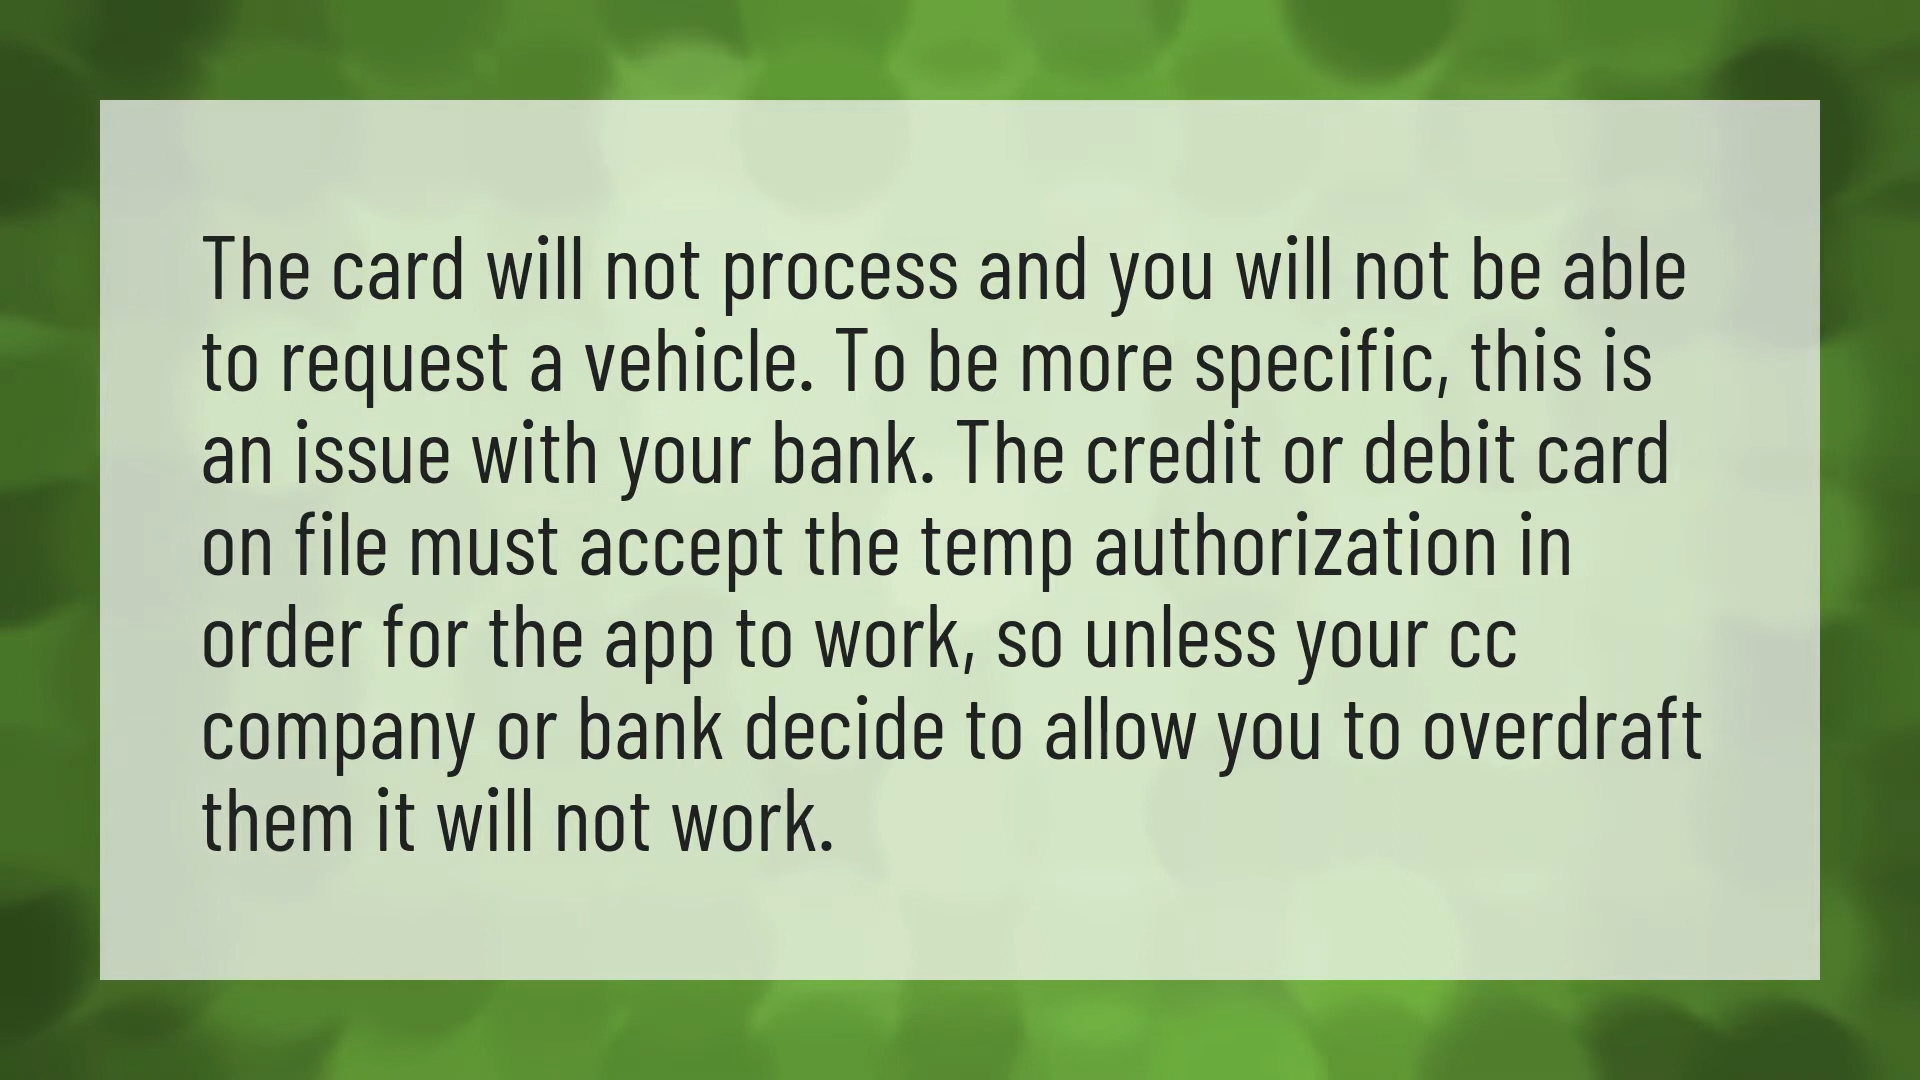 The card will not process and you will not be able
to request a vehicle. To be more specific, this is
an issue with your bank. The credit or debit card
on file must accept the temp authorization in
order for the app to work, so unless your cc
company or bank decide to allow you to overdraft
them it will not work.